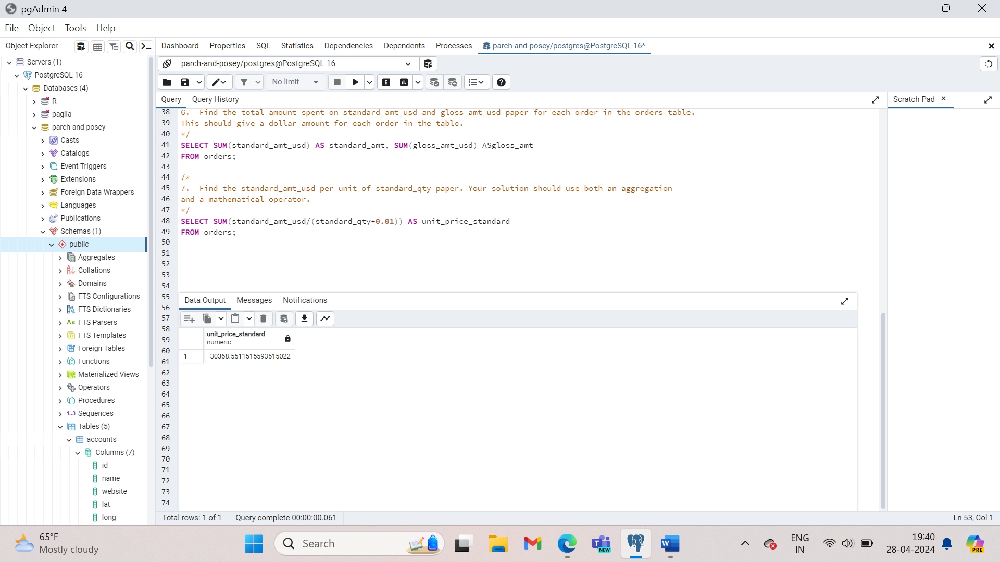 pgAdmin 4
File Object Tools Help
Object Explorer
Dashboard Properties SQL Statistics Dependencies Dependents Processes parch-and-posey/postgres@PostgreSQL 16*
Servers (1)
PostgreSQL 16
Databases (4)
R
pagila
parch-and-posey
Casts
Catalogs
Event Triggers
Extensions
Foreign Data Wrappers
Languages
Publications
Schemas (1)
public
Aggregates
Collations
Domains
FTS Configurations
FTS Dictionaries
Aa FTS Parsers
FTS Templates
Foreign Tables
Functions
Materialized Views
Operators
Procedures
1..3 Sequences
Tables (5)
accounts
Columns (7)
id
name
website
lat
long
parch-and-posey/postgres@PostgreSQL 16
No limit
E
Query Query History
Scratch Pad
38 6. Find the total amount spent on standard_amt_usd and gloss_amt_usd paper for each order in the orders table.
39 This should give a dollar amount for each order in the table.
40 */
41 SELECT SUM(standard_amt_usd) AS standard_amt, SUM(gloss_amt_usd) ASgloss_amt
42 FROM orders;
43
44 /*
45 7. Find the standard_amt_usd per unit of standard_qty paper. Your solution should use both an aggregation
46 and a mathematical operator.
47 */
48 SELECT SUM(standard_amt_usd/(standard_qty+0.01)) AS unit_price_standard
49 FROM orders;
50
51
52
53
54
55
56
57
58
59
60
61
62
63
64
65
66
67
68
69
70
71
72
73
74
Data Output Messages Notifications
unit_price_standard
numeric
1 30368.5511515593515022
Total rows: 1 of 1 Query complete 00:00:00.061
Ln 53, Col 1
65°F
Mostly cloudy
Search
NEW
ENG
IN
19:40
28-04-2024
PRE